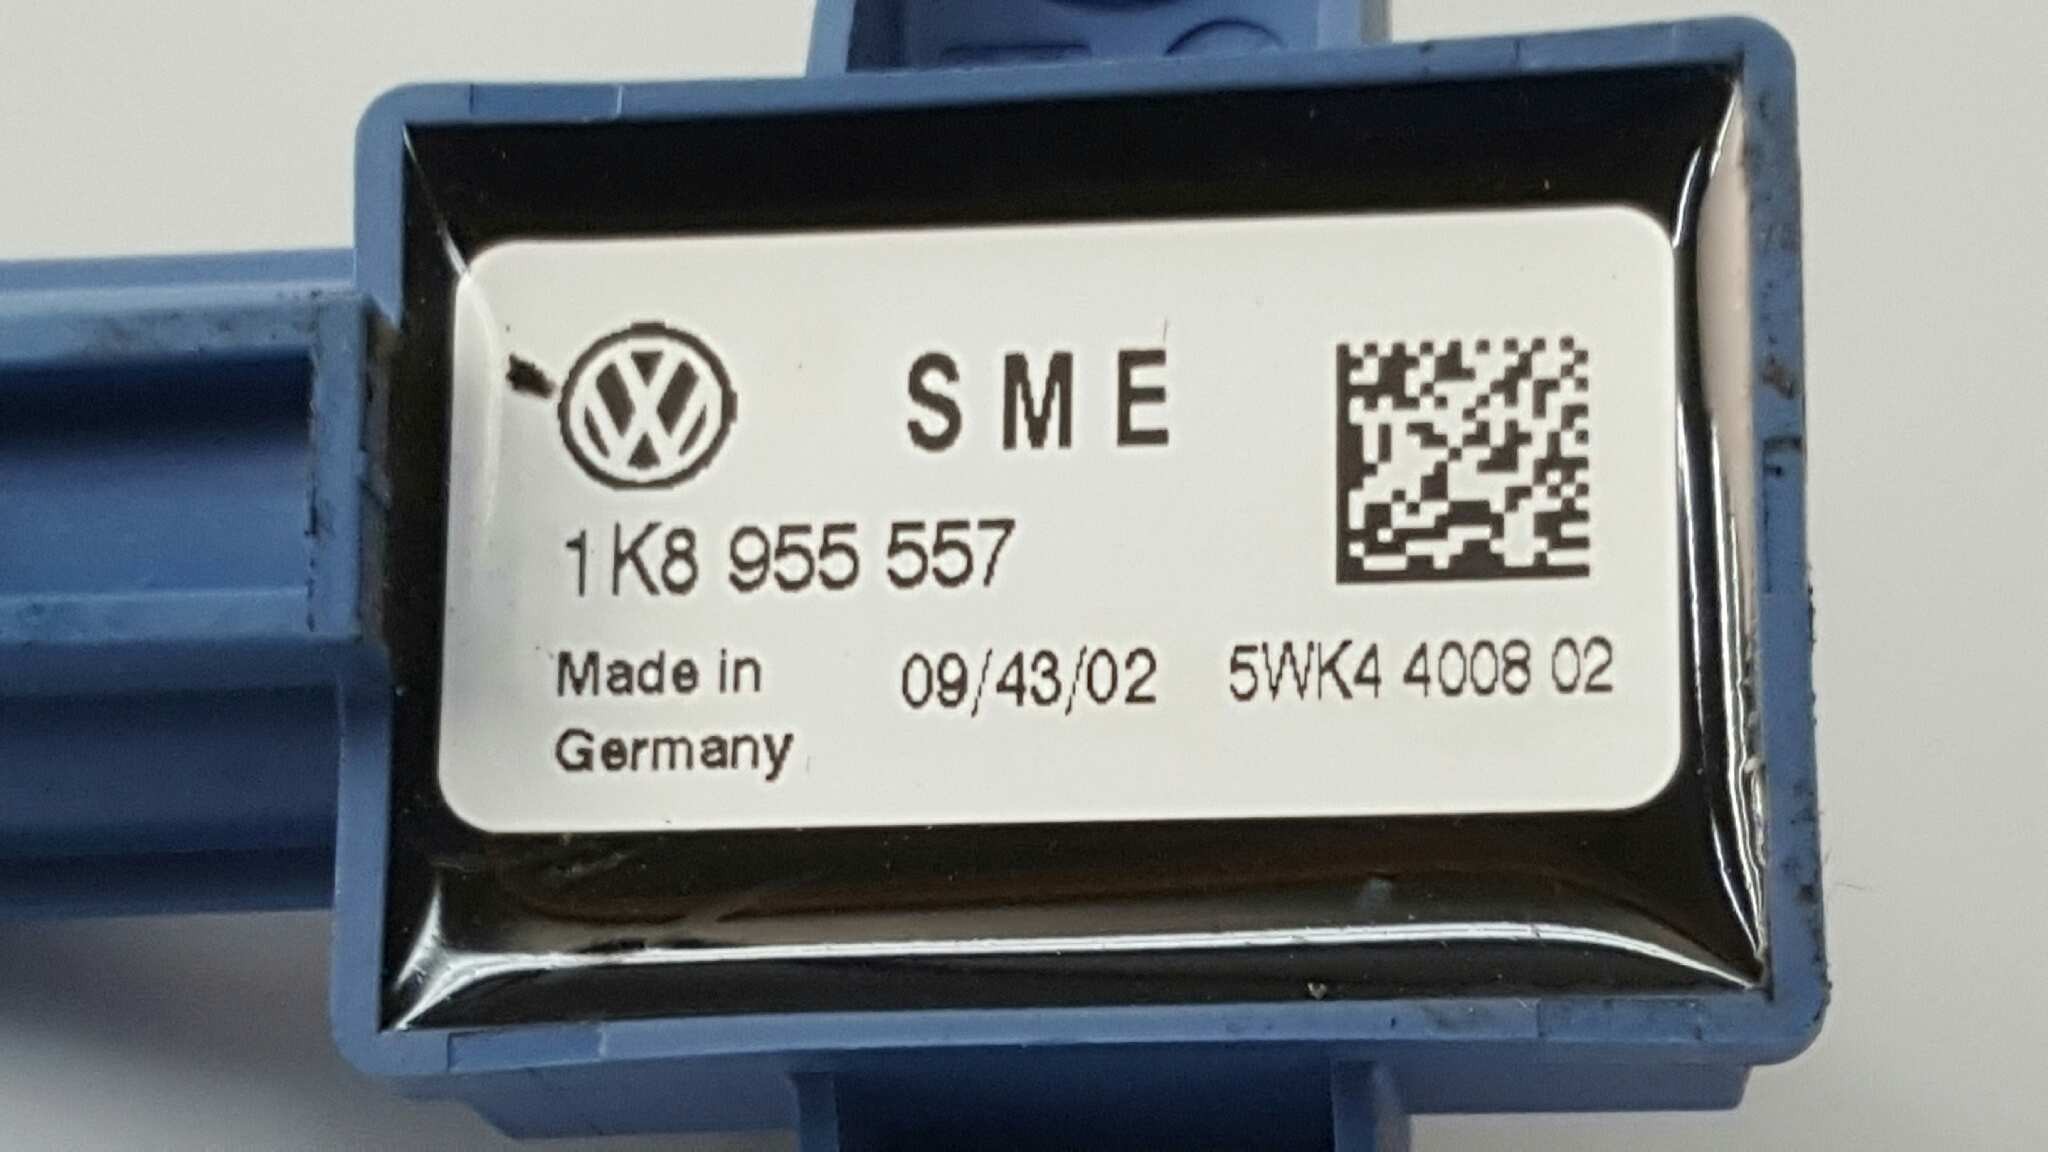 SME
1K8 955 557
Made in 09/43/02 5WK4 4008 02
Germany